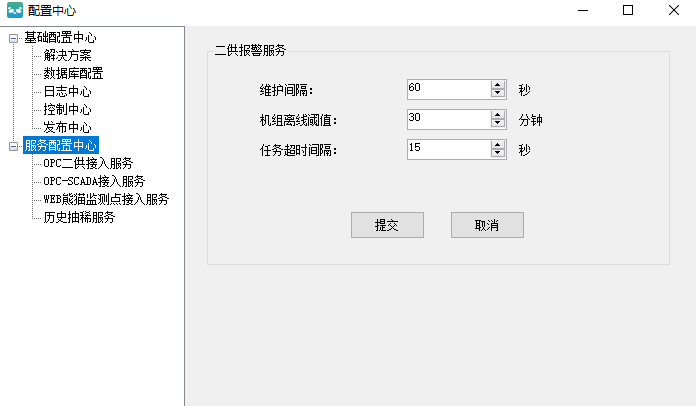 配置中心
基础配置中心
解决方案
数据库配置
日志中心
控制中心
发布中心
服务配置中心
OPC二供接入服务
OPC-SCADA接入服务
WEB熊猫监测点接入服务
历史抽稀服务
二供报警服务
维护间隔： 60 秒
机组离线阈值： 30 分钟
任务超时间隔： 15 秒
提交 取消